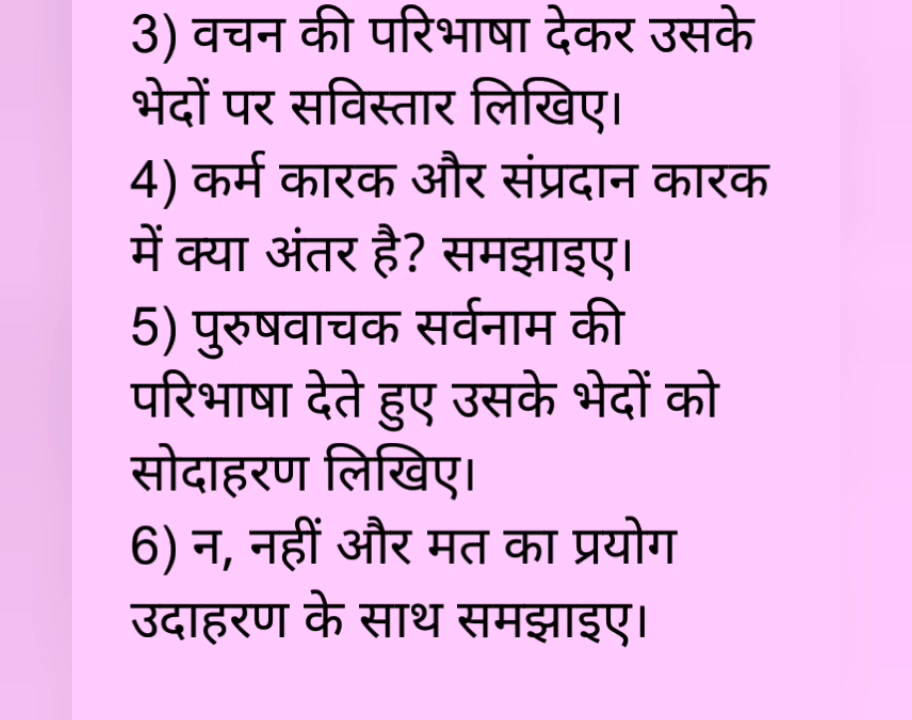 3) वचन की परिभाषा देकर उसके
भेदों पर सविस्तार लिखिए।
4) कर्म कारक और संप्रदान कारक
में क्या अंतर है? समझाइए।
5) पुरुषवाचक सर्वनाम की
परिभाषा देते हुए उसके भेदों को
सोदाहरण लिखिए।
6) न, नहीं और मत का प्रयोग
उदाहरण के साथ समझाइए।